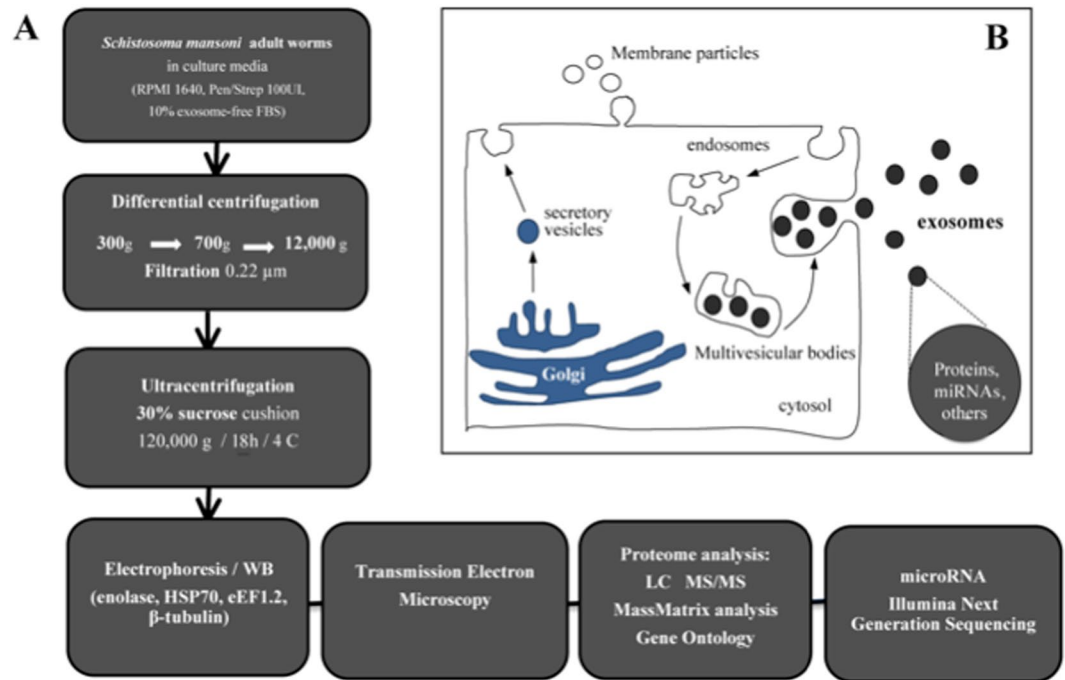 A
Schistosoma mansoni adult worms
in culture media
(RPMI 1640, Pen/Strep 100UI,
10% exosome-free FBS)
Differential centrifugation
300g 700g 12,000 g
Filtration 0.22 µm
Ultracentrifugation
30% sucrose cushion
120,000 g / 18h / 4 C
Electrophoresis / WB
(enolase, HSP70, eEF1.2,
β-tubulin)
Transmission Electron
Microscopy
Proteome analysis:
LC MS/MS
MassMatrix analysis
Gene Ontology
microRNA
Illumina Next
Generation Sequencing
B
Membrane particles
endosomes
secretory
vesicles
exosomes
Golgi
Multivesicular bodies
cytosol
Proteins,
miRNAs,
others